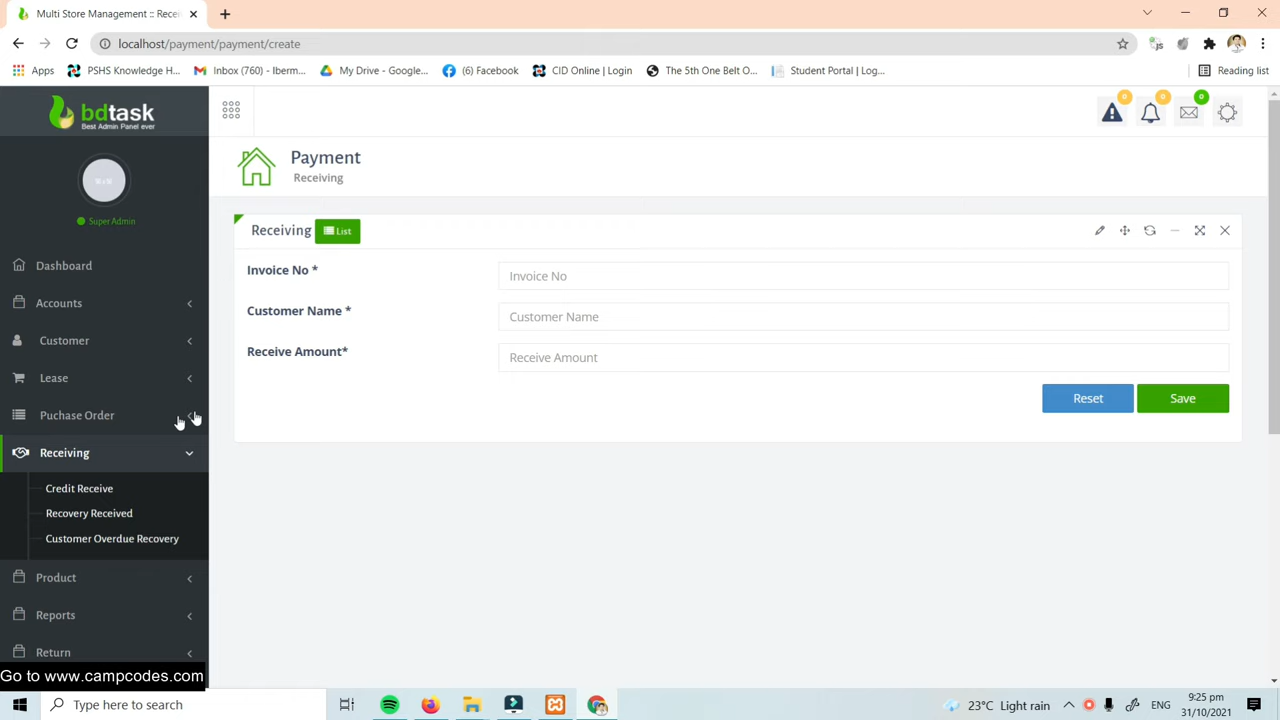 Multi Store Management :: Recei
localhost/payment/payment/create
Apps
PSHS Knowledge H...
Inbox (760) - Iberm...
My Drive - Google...
(6) Facebook
CID Online | Login
The 5th One Belt O...
Student Portal | Log...
Reading list
bdtask
Best Admin Panel ever
0
0
0
Payment
Receiving
Super Admin
Receiving
List
Invoice No *
Invoice No
Customer Name *
Customer Name
Receive Amount*
Receive Amount
Reset
Save
Dashboard
Accounts
Customer
Lease
Puchase Order
Receiving
Credit Receive
Recovery Received
Customer Overdue Recovery
Product
Reports
Return
Go to www.campcodes.com
Type here to search
23°C Light rain
ENG
9:25 pm
31/10/2021